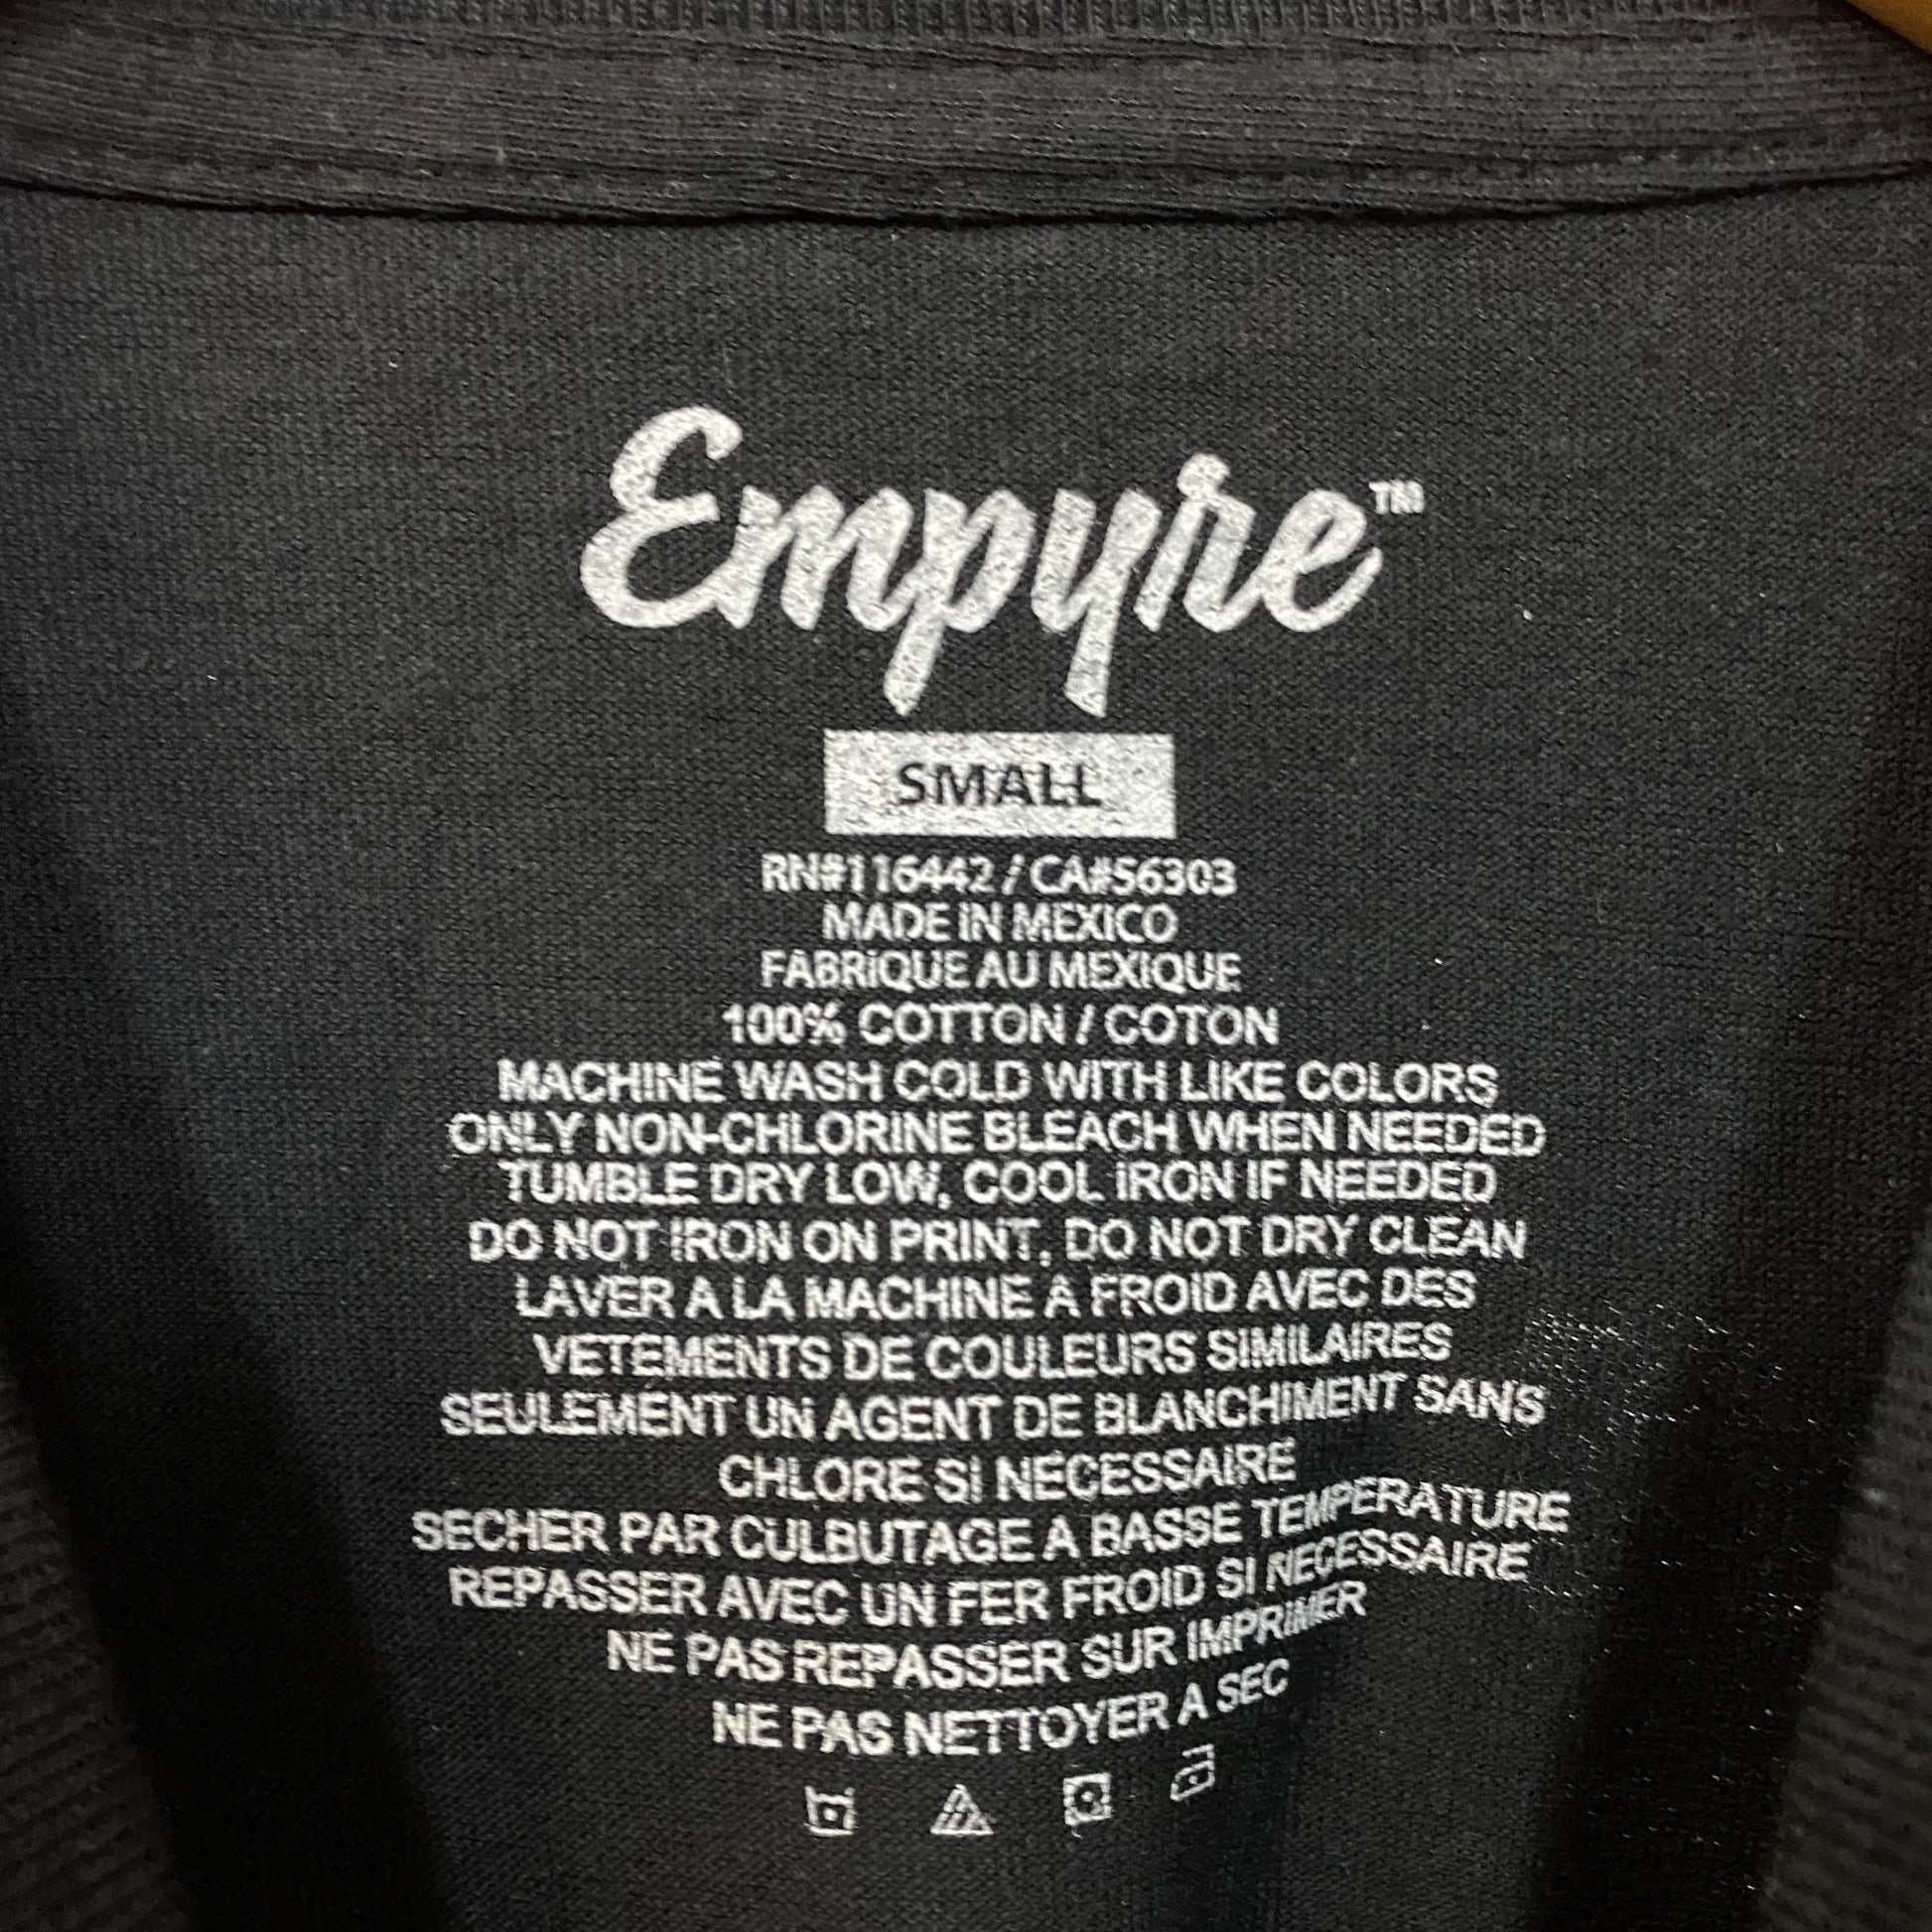 Empyre™
SMALL
RN#116442 / CA#56303
MADE IN MEXICO
FABRIQUE AU MEXIQUE
100% COTTON / COTON
MACHINE WASH COLD WITH LIKE COLORS
ONLY NON-CHLORINE BLEACH WHEN NEEDED
TUMBLE DRY LOW, COOL IRON IF NEEDED
DO NOT IRON ON PRINT, DO NOT DRY CLEAN
LAVER A LA MACHINE A FROID AVEC DES
VETEMENTS DE COULEURS SIMILAIRES
SEULEMENT UN AGENT DE BLANCHIMENT SANS
CHLORE SI NECESSAIRE
SECHER PAR CULBUTAGE A BASSE TEMPERATURE
REPASSER AVEC UN FER FROID SI NECESSAIRE
NE PAS REPASSER SUR IMPRIMER
NE PAS NETTOYER A SEC